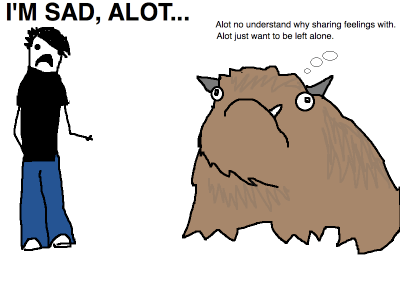 I'M SAD, ALOT...
Alot no understand why sharing feelings with.
Alot just want to be left alone.